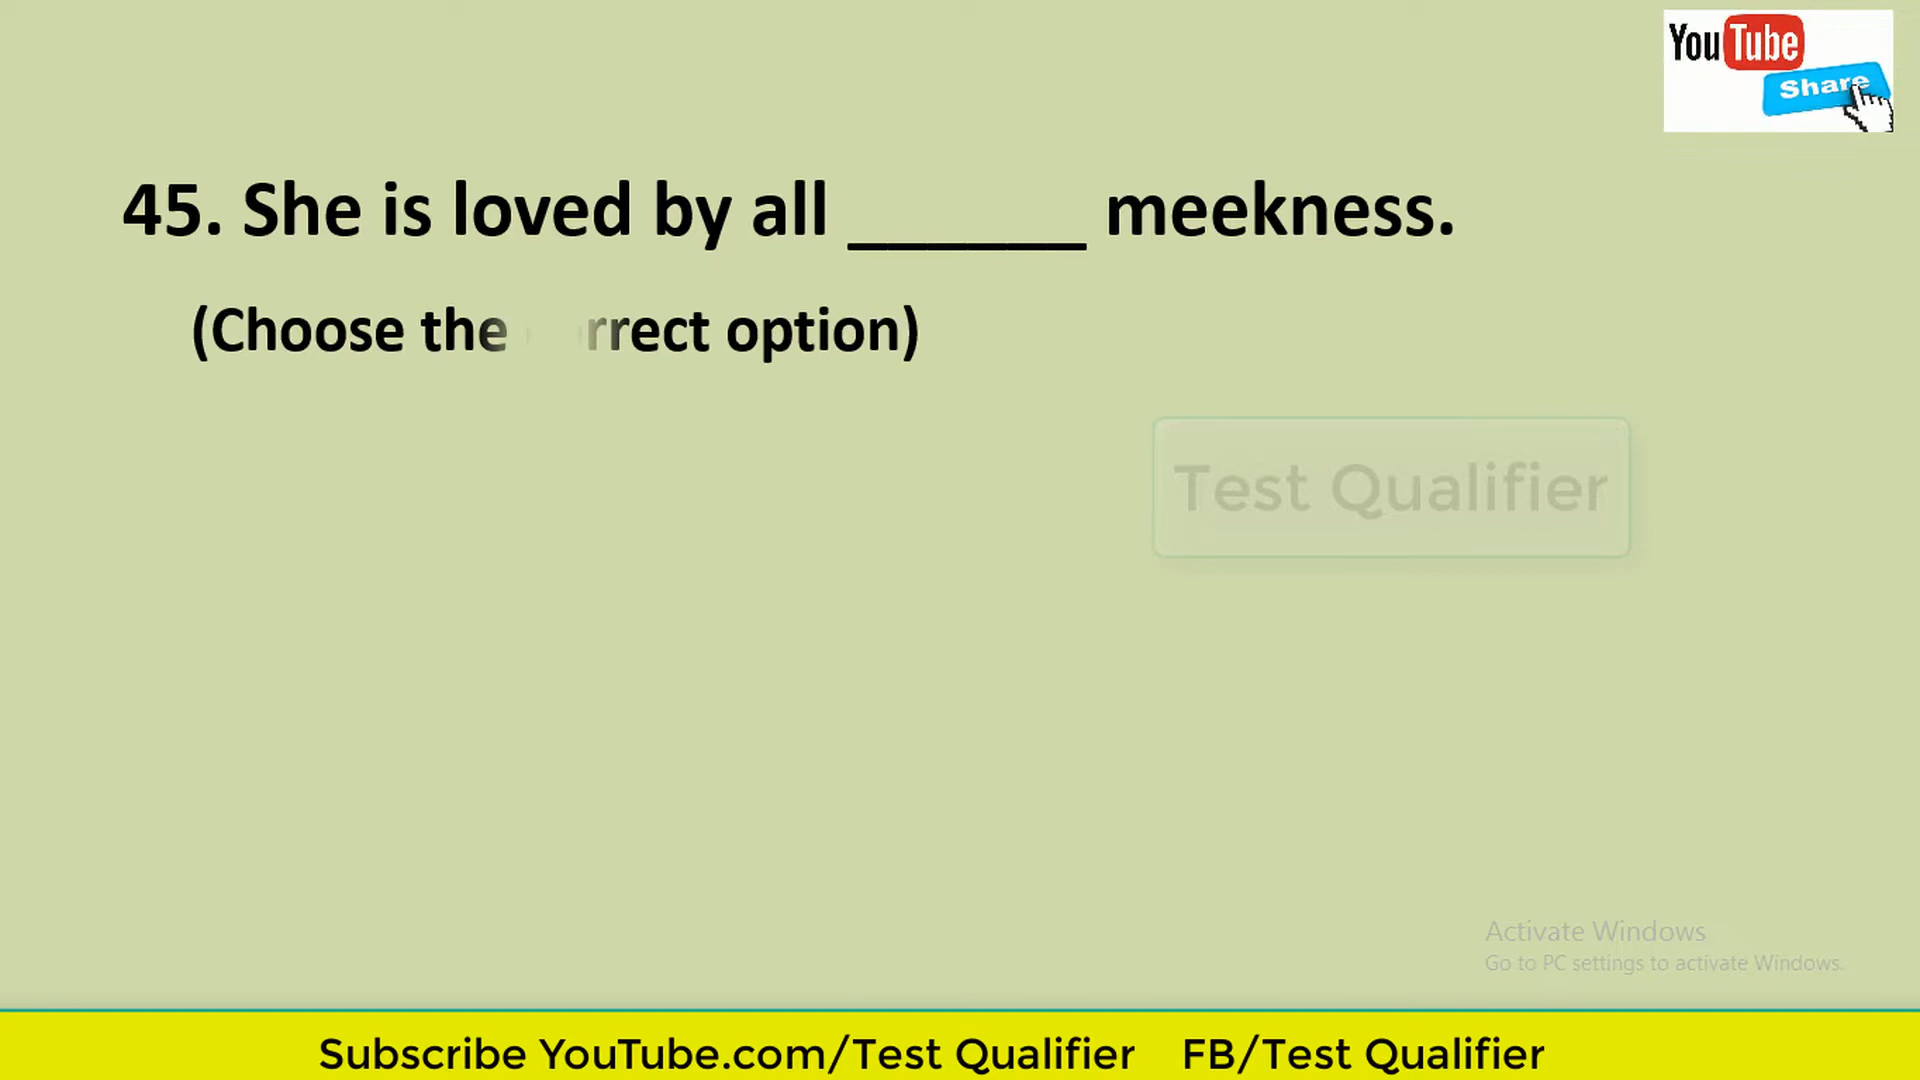 YouTube
Share
45. She is loved by all ______ meekness.
(Choose the rrect option)
Test Qualifier
Activate Windows
Go to PC settings to activate Windows.
Subscribe YouTube.com/Test Qualifier FB/Test Qualifier